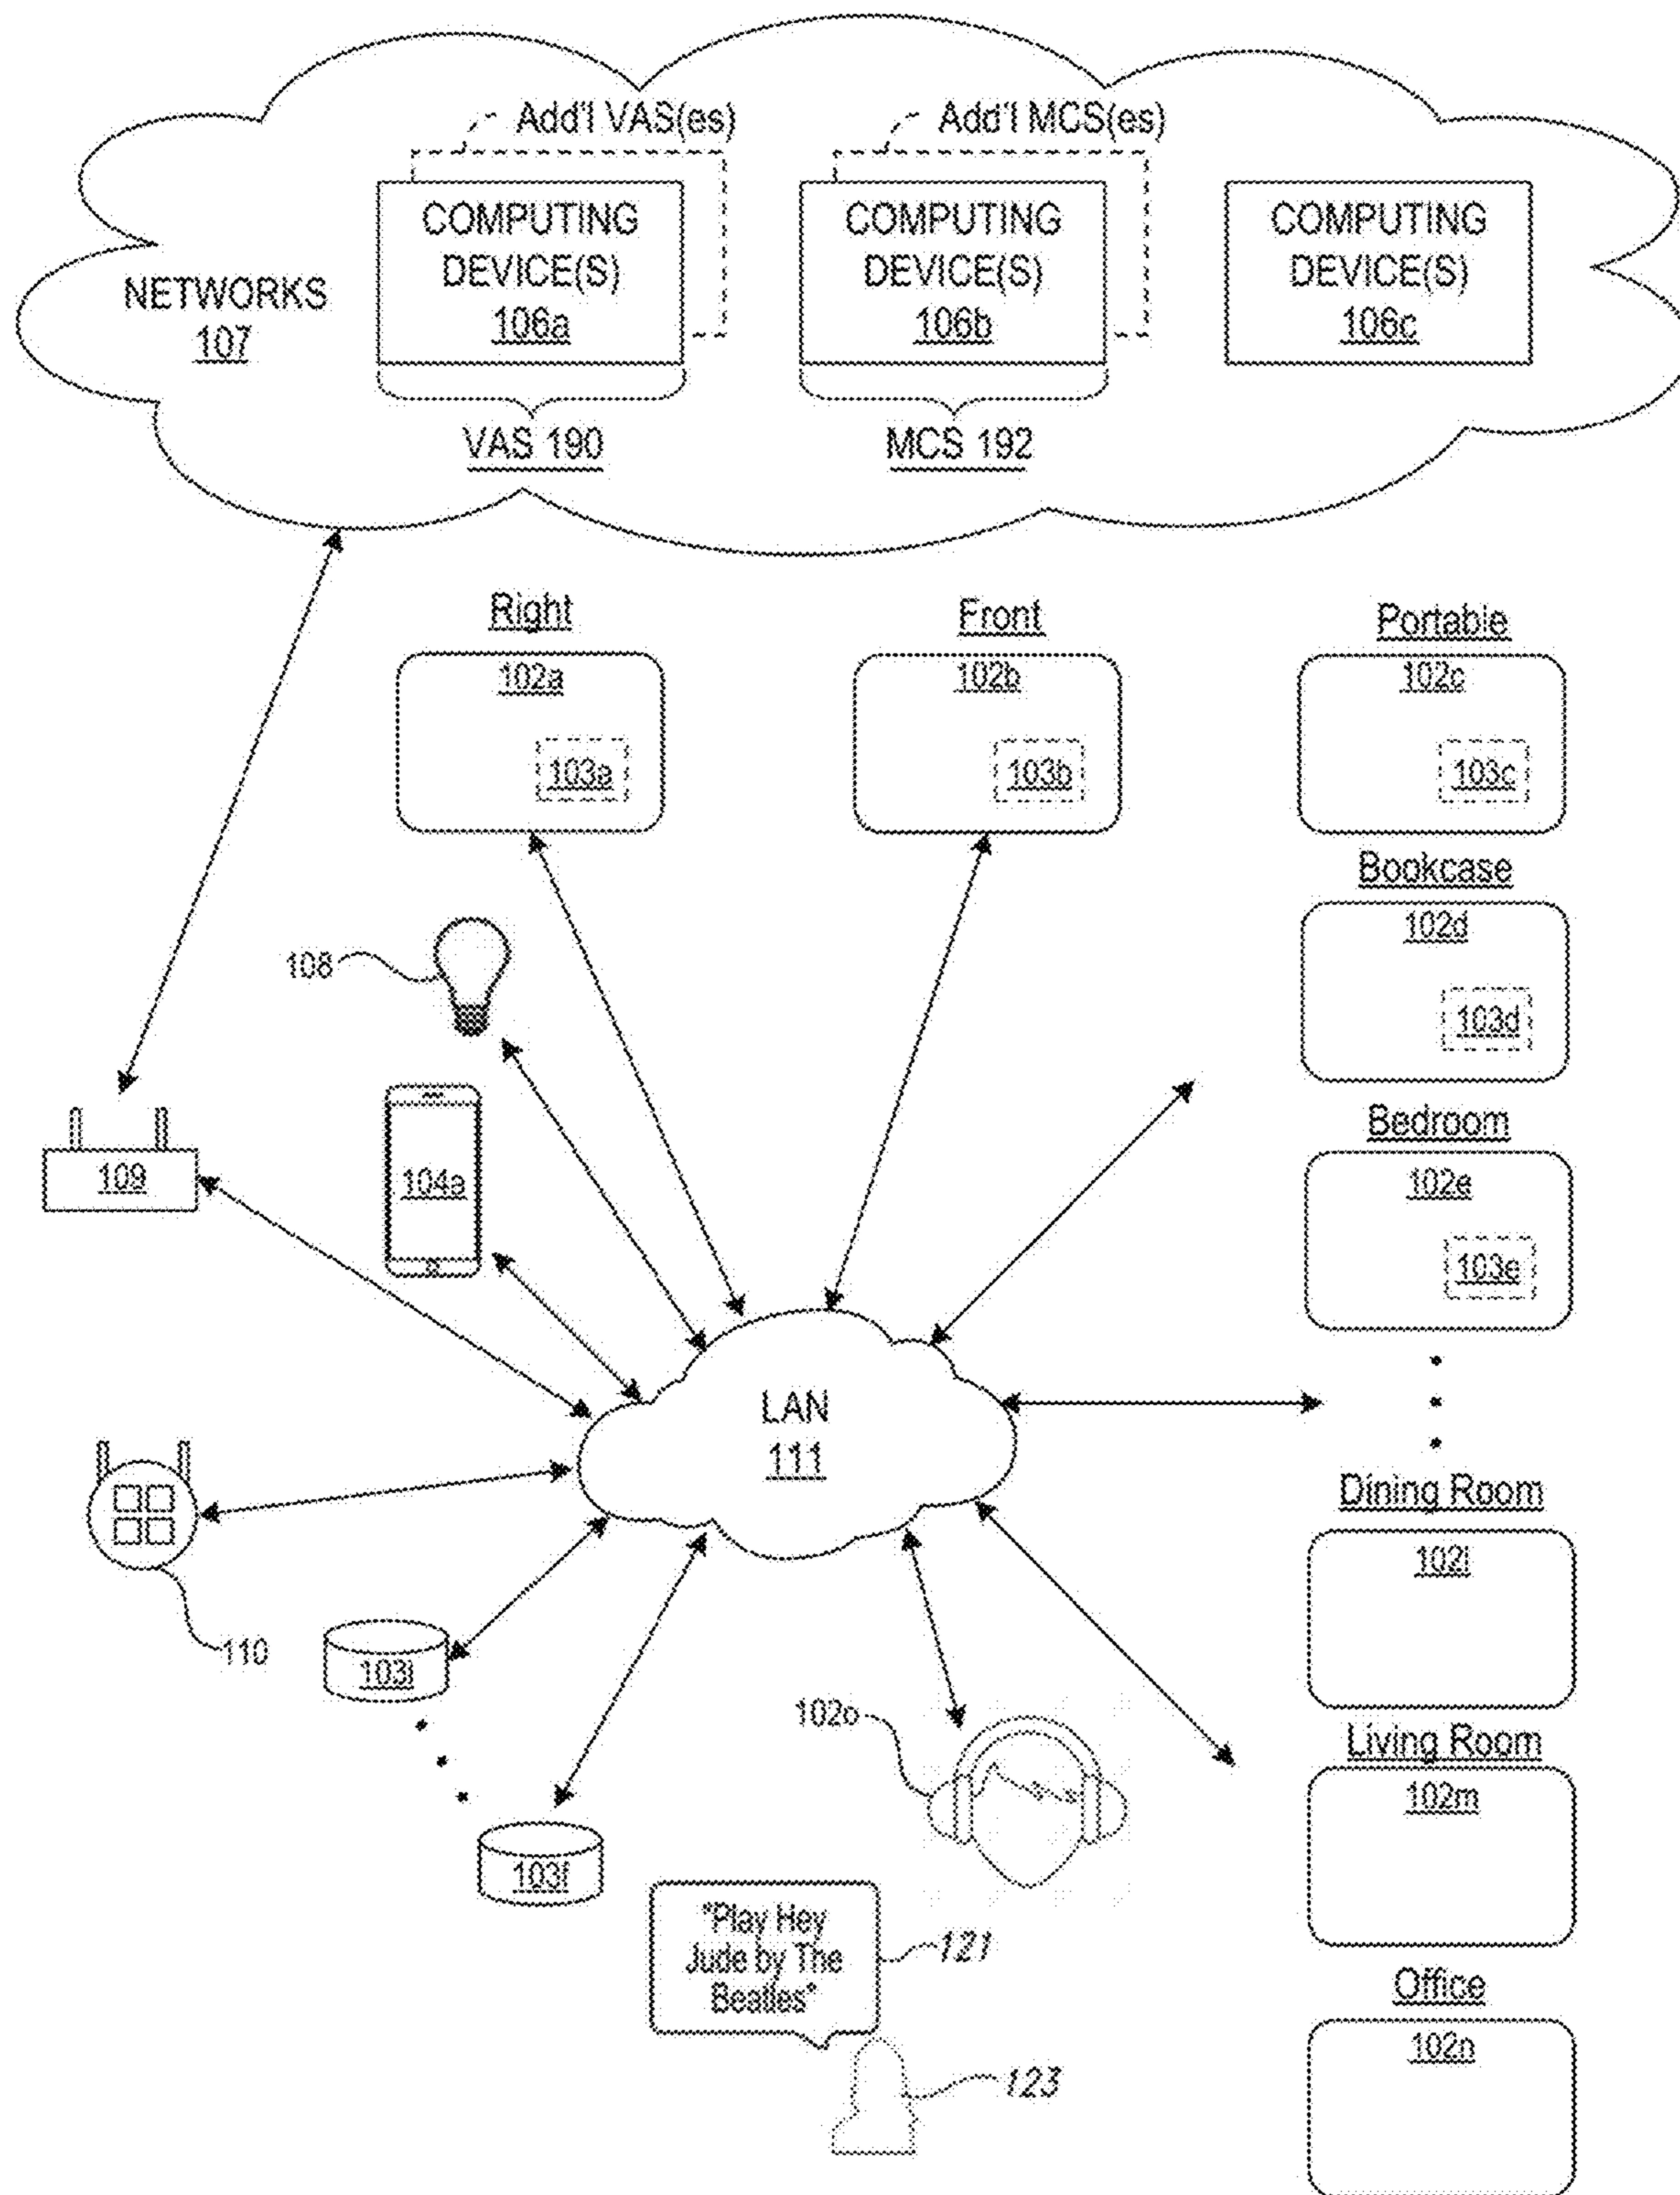 Add'l VAS(es)
Add'l MCS(es)
COMPUTING
DEVICE(S)
106a
COMPUTING
DEVICE(S)
106b
COMPUTING
DEVICE(S)
106c
NETWORKS
107
VAS 190
MCS 192
Right
102a
103a
Front
102b
103b
Portable
102c
103c
Bookcase
102d
103d
108
Bedroom
102e
103e
109
104a
LAN
111
110
Dining Room
102l
103i
102o
Living Room
102m
103f
"Play Hey
Jude by The
Beatles"
121
Office
102n
123